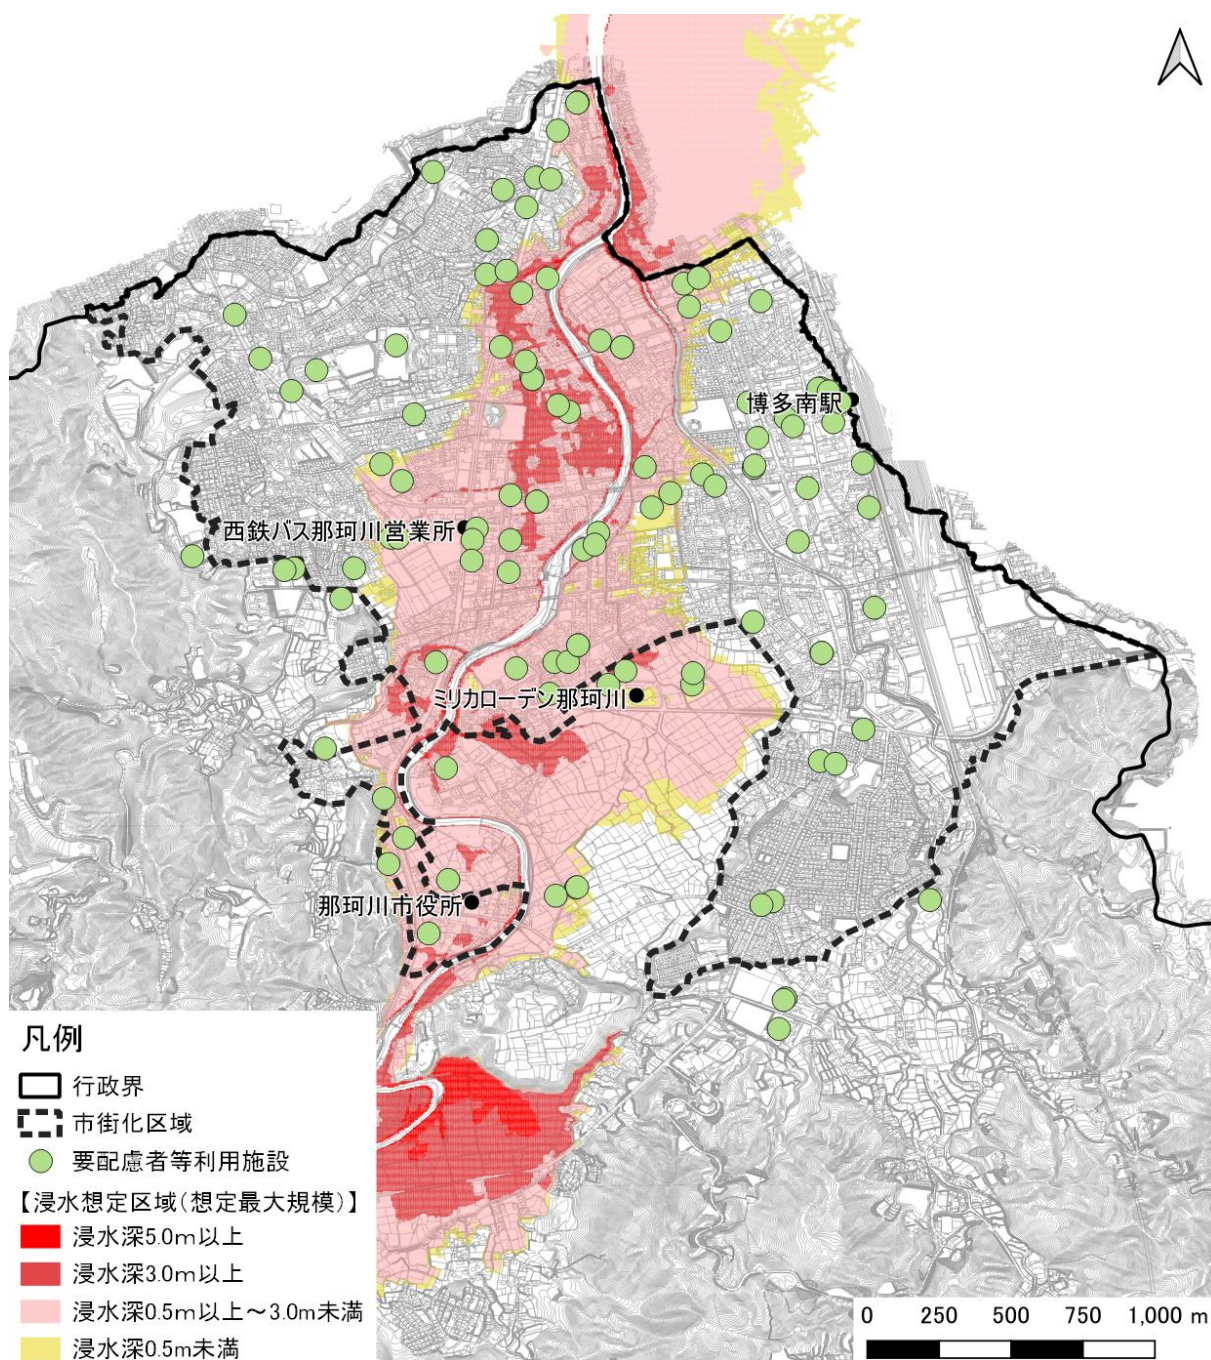 博多南駅
西鉄バス那珂川営業所
ミリカローデン那珂川
那珂川市役所
凡例
行政界
市街化区域
要配慮者等利用施設
【浸水想定区域(想定最大規模)】
浸水深5.0m以上
浸水深3.0m以上
浸水深0.5m以上~3.0m未満
浸水深0.5m未満
0 250 500 750 1,000 m